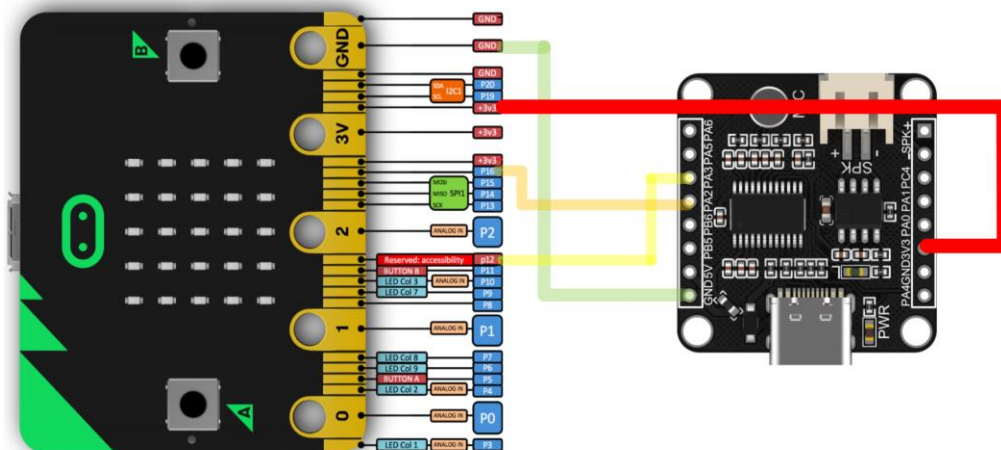 GND
GND
GND
SDA I2C1 P20
SCL P19
+3v3
+3v3
+3v3
P16
MOSI SPI1 P15
MISO P14
SCK P13
ANALOG IN P2
Reserved: accessibility p12
BUTTON B P11
LED Col 3 ANALOG IN P10
LED Col 7 P9
P8
ANALOG IN P1
LED Col 8 P7
LED Col 9 P6
BUTTON A P5
LED Col 2 ANALOG IN P4
ANALOG IN P0
LED Col 1 ANALOG IN P3
B
A
GND
3V
2
1
0
MIC
+ SPK -
PA6
PA5
PA3
PA2
PB6
PB5
5V
GND
SPK+
SPK-
PC4
PA1
PA0
3V3
GND
PA4
PWR